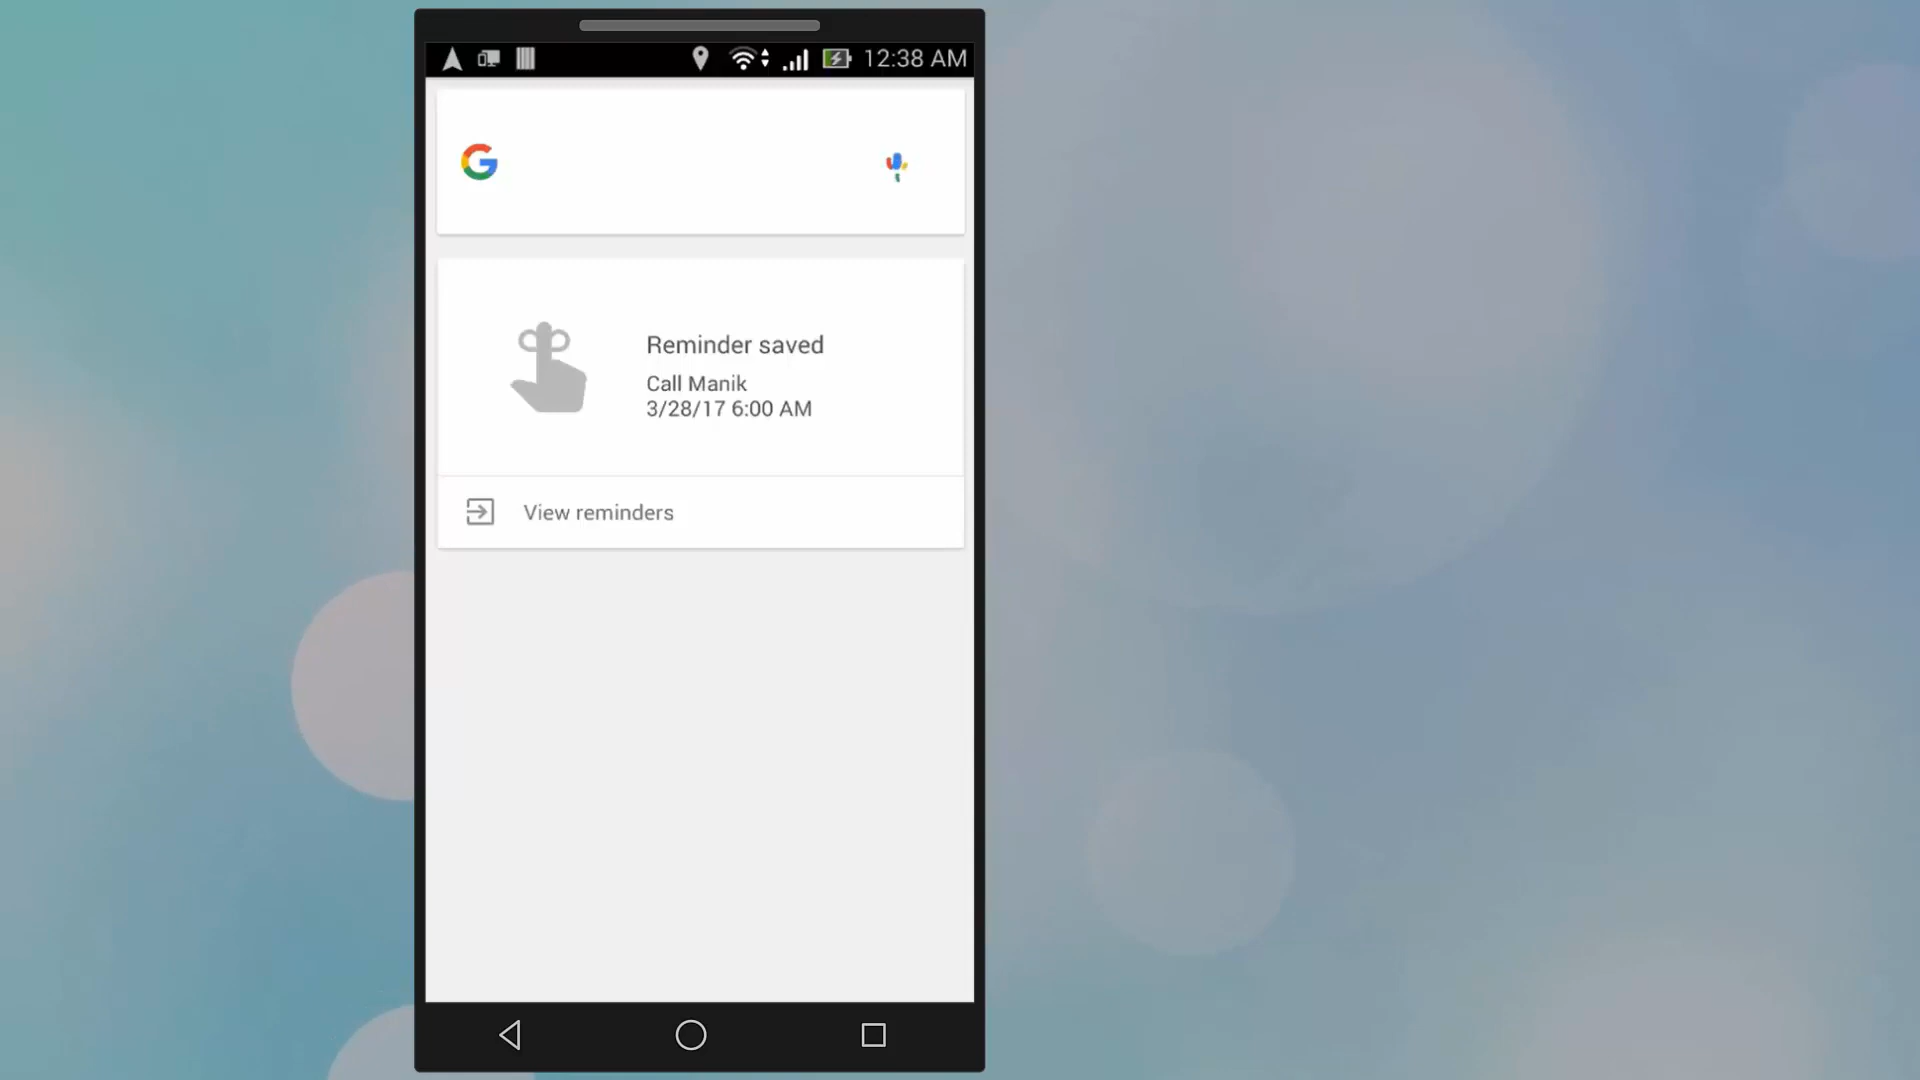 12:38 AM
Reminder saved
Call Manik
3/28/17 6:00 AM
View reminders